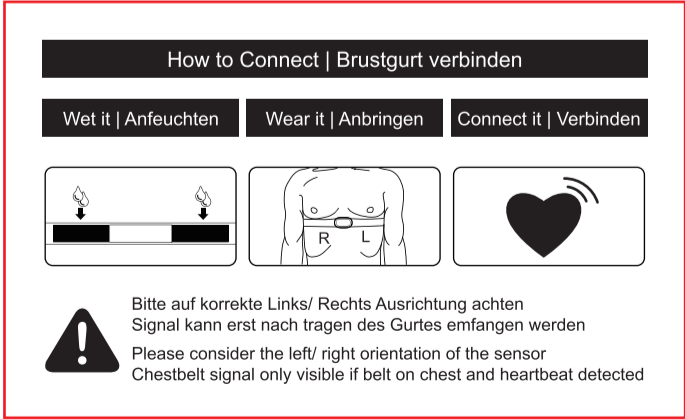 How to Connect | Brustgurt verbinden
Wet it | Anfeuchten
Wear it | Anbringen
Connect it | Verbinden
R L
Bitte auf korrekte Links/ Rechts Ausrichtung achten
Signal kann erst nach tragen des Gurtes emfangen werden
Please consider the left/ right orientation of the sensor
Chestbelt signal only visible if belt on chest and heartbeat detected